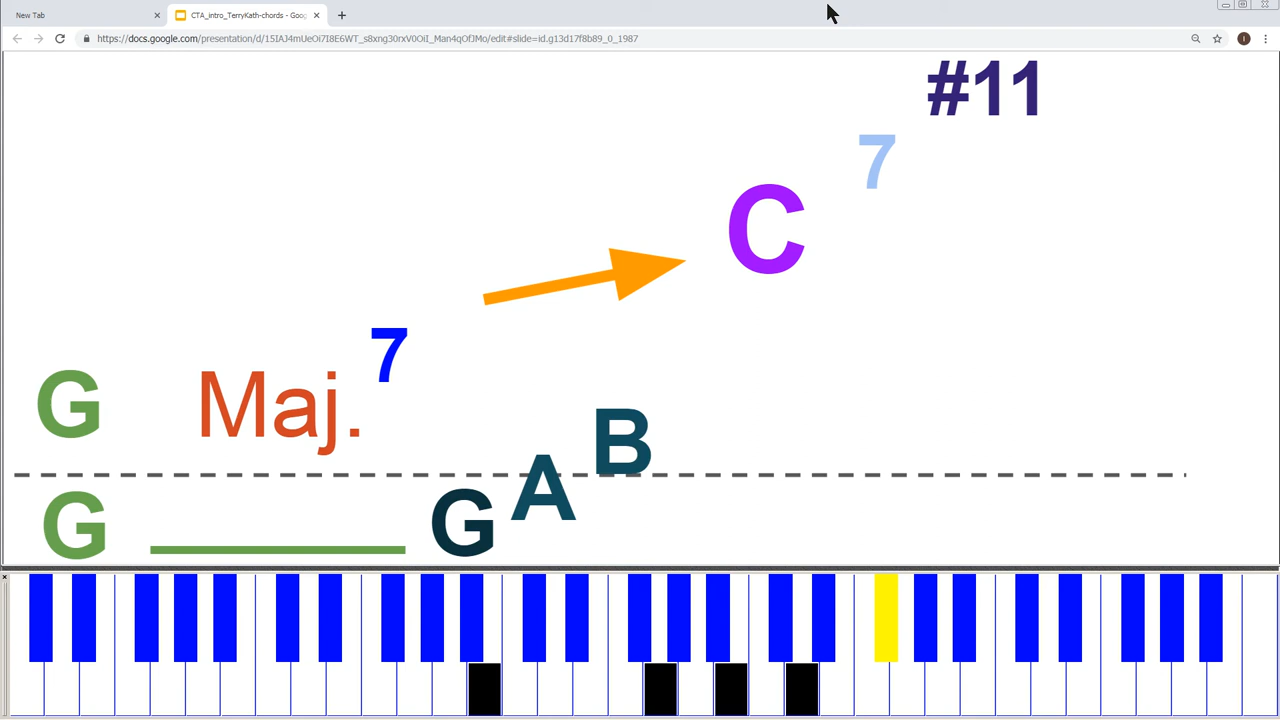 New Tab
CTA_intro_TerryKath-chords - Goo
https://docs.google.com/presentation/d/15IAJ4mUeOi7I8E6WT_s8xng30rxV0OiI_Man4qOfJMo/edit#slide=id.g13d17f8b89_0_1987
#11
7
C
7
G Maj.
B
A
G G